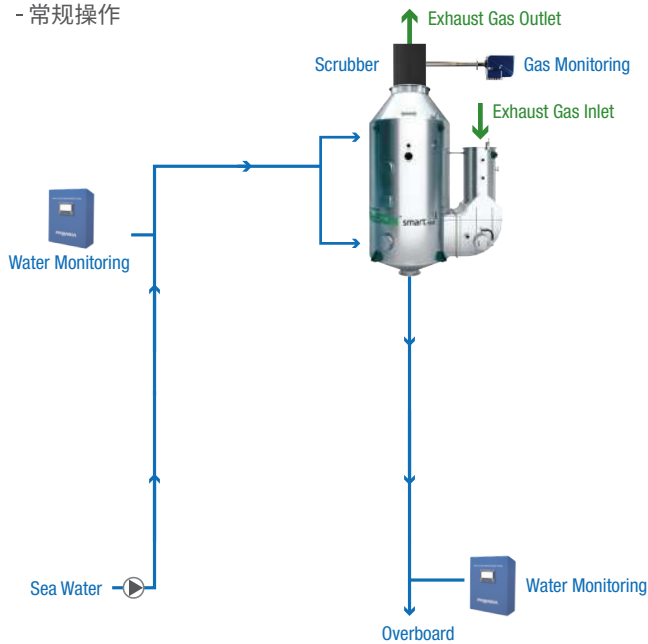 - 常规操作
Exhaust Gas Outlet
Scrubber
Gas Monitoring
Exhaust Gas Inlet
smart
Water Monitoring
Sea Water
Water Monitoring
Overboard